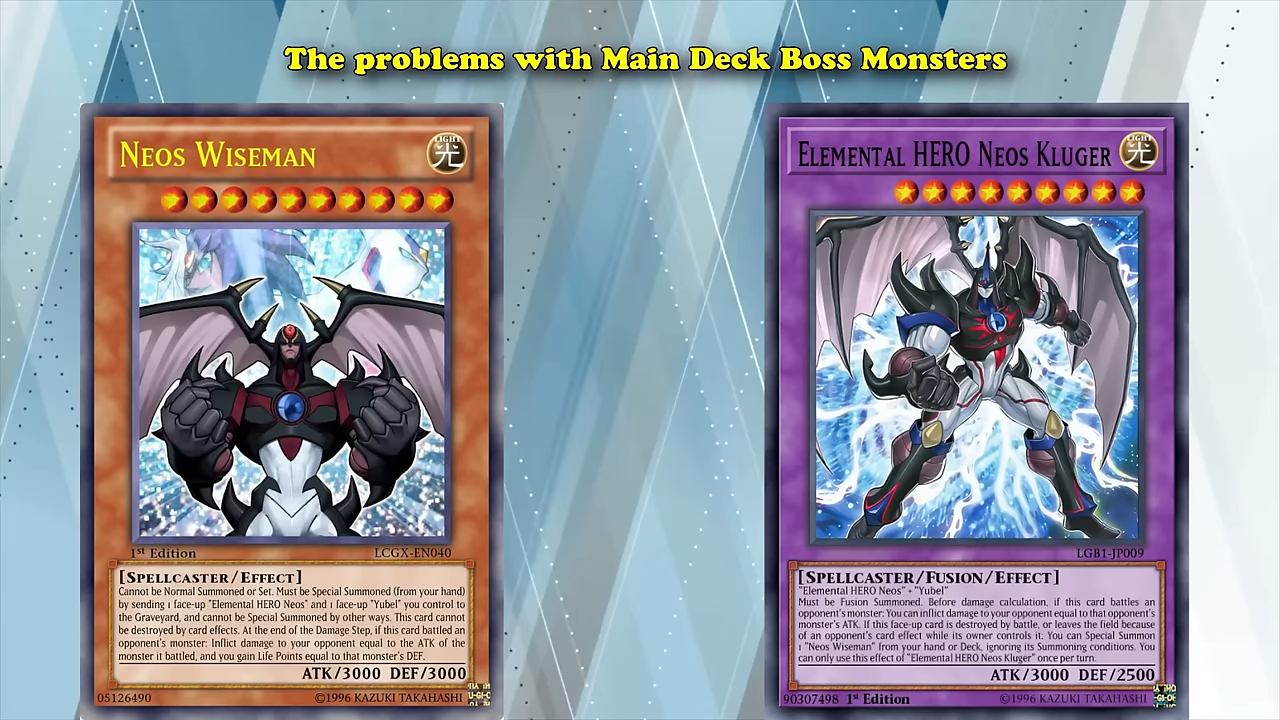 The problems with Main Deck Boss Monsters
Neos Wiseman
LIGHT
光
1st Edition
LCGX-EN040
[Spellcaster/Effect]
Cannot be Normal Summoned or Set. Must be Special Summoned (from your hand)
by sending 1 face-up "Elemental HERO Neos" and 1 face-up "Yubel" you control to
the Graveyard, and cannot be Special Summoned by other ways. This card cannot
be destroyed by card effects. At the end of the Damage Step, if this card battled an
opponent's monster: Inflict damage to your opponent equal to the ATK of the
monster it battled, and you gain Life Points equal to that monster's DEF.
ATK/3000 DEF/3000
05126490
©1996 KAZUKI TAKAHASHI
Elemental HERO Neos Kluger
LIGHT
光
LGB1-JP009
[Spellcaster/Fusion/Effect]
"Elemental HERO Neos" + "Yubel"
Must be Fusion Summoned. Before damage calculation, if this card battles an
opponent's monster: You can inflict damage to your opponent equal to that opponent's
monster's ATK. If this face-up card is destroyed by battle, or leaves the field because
of an opponent's card effect while its owner controls it: You can Special Summon
1 "Neos Wiseman" from your hand or Deck, ignoring its Summoning conditions. You
can only use this effect of "Elemental HERO Neos Kluger" once per turn.
ATK/3000 DEF/2500
90307498 1st Edition
©1996 KAZUKI TAKAHASHI